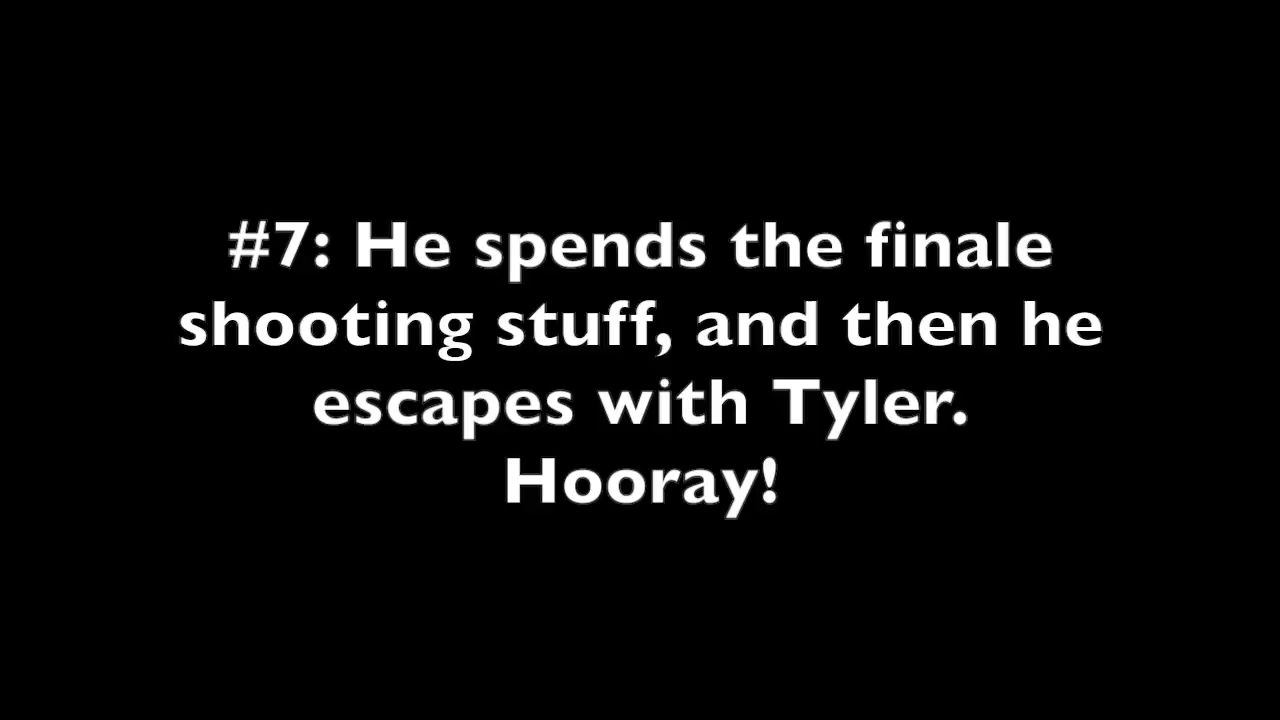 #7: He spends the finale
shooting stuff, and then he
escapes with Tyler.
Hooray!